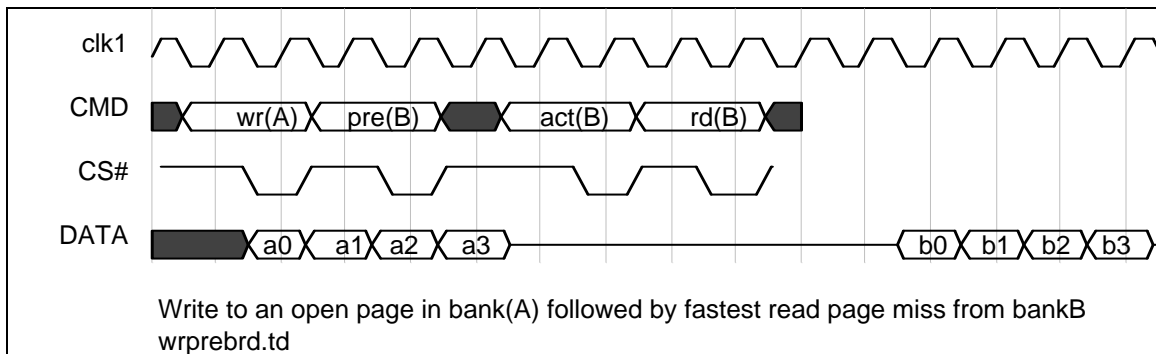 clk1
CMD wr(A) pre(B) act(B) rd(B)
CS#
DATA a0 a1 a2 a3 b0 b1 b2 b3
Write to an open page in bank(A) followed by fastest read page miss from bankB
wrprebrd.td